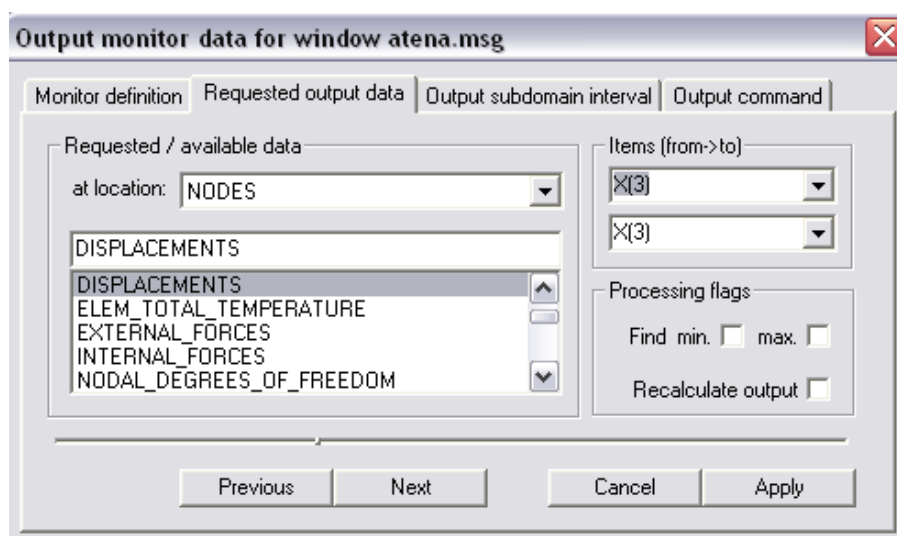 Output monitor data for window atena.msg
Monitor definition
Requested output data
Output subdomain interval
Output command
Requested / available data
at location: NODES
DISPLACEMENTS
DISPLACEMENTS
ELEM_TOTAL_TEMPERATURE
EXTERNAL_FORCES
INTERNAL_FORCES
NODAL_DEGREES_OF_FREEDOM
Items (from->to)
X(3)
X(3)
Processing flags
Find min. max.
Recalculate output
Previous
Next
Cancel
Apply